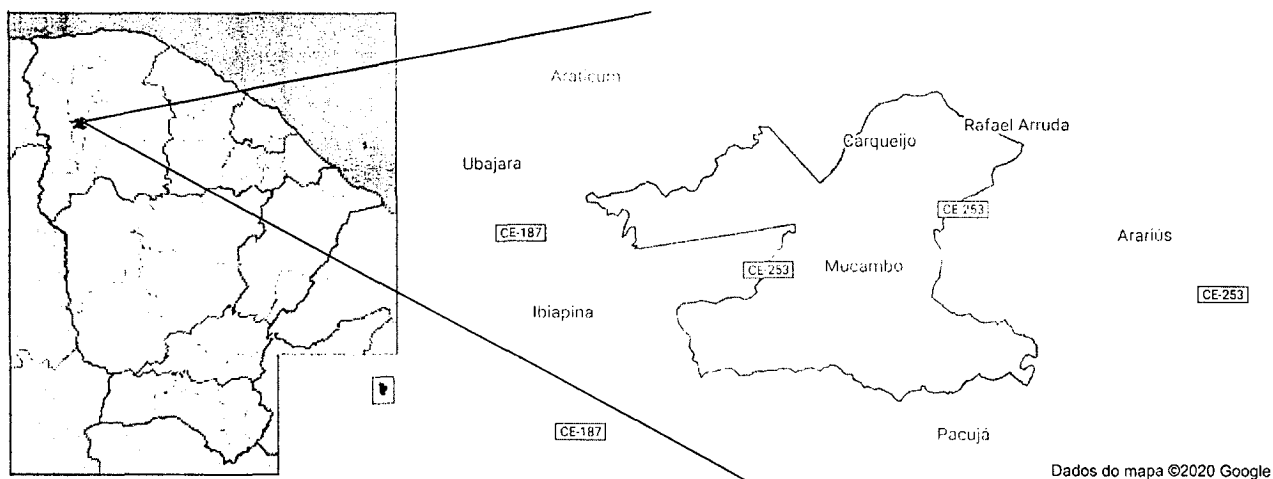 Araticum
Carqueijo
Rafael Arruda
Ubajara
CE-253
CE-187
Ararius
CE-253
Mucambo
CE-253
Ibiapina
CE-187
Pacujá
Dados do mapa ©2020 Google